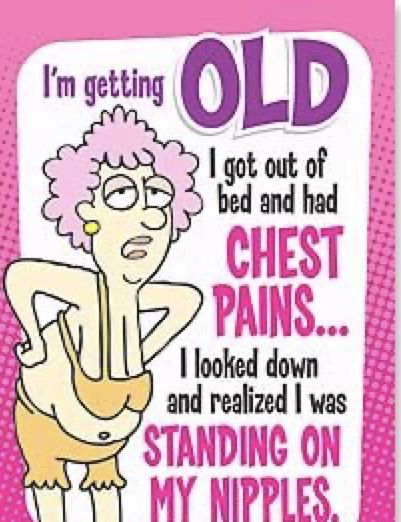 I'm getting OLD
I got out of
bed and had
CHEST
PAINS...
I looked down
and realized I was
STANDING ON
MY NIPPLES.